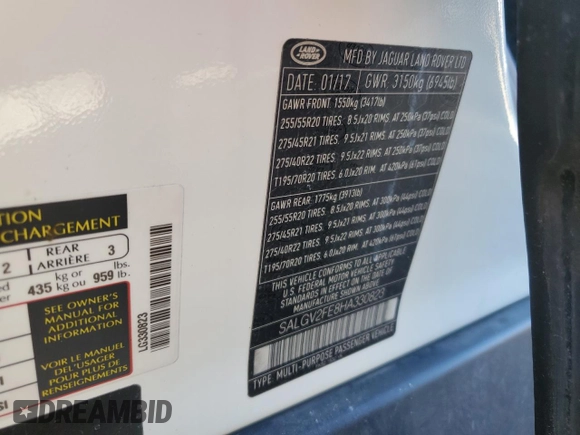 LAND ROVER
MFD BY JAGUAR LAND ROVER LTD
DATE: 01/17 GWR: 3150kg (6945lb)
GAWR FRONT 1550kg (3417lb)
255/55R20 TIRES. 8.5Jx20 RIMS. AT 250kPa (37psi) COLD
275/45R21 TIRES. 9.5Jx21 RIMS. AT 250kPa (37psi) COLD
275/40R22 TIRES. 9.5Jx22 RIMS. AT 250kPa (37psi) COLD
T195/70R20 TIRES. 6.0Jx20 RIM. AT 420kPa (61psi) COLD
GAWR REAR 1775kg (3913lb)
255/55R20 TIRES. 8.5Jx20 RIMS. AT 300kPa (44psi) COLD
275/45R21 TIRES. 9.5Jx21 RIMS. AT 300kPa (44psi) COLD
275/40R22 TIRES. 9.5Jx22 RIMS. AT 300kPa (44psi) COLD
T195/70R20 TIRES. 6.0Jx20 RIM. AT 420kPa (61psi) COLD
THIS VEHICLE CONFORMS TO ALL APPLICABLE
U.S. FEDERAL MOTOR VEHICLE SAFETY
STANDARDS IN EFFECT ON THE DATE OF
MANUFACTURE SHOWN ABOVE.
SALGV2FE8HA330823
TYPE: MULTI-PURPOSE PASSENGER VEHICLE
2 REAR ARRIÈRE 3
435 kg or kg ou 959 lbs. lb.
SEE OWNER'S
MANUAL FOR
ADDITIONAL
INFORMATION
VOIR LE MANUEL
DEL'USAGER
POUR PLUS DE
RENSEIGNEMENTS
LG330823
DREAMBID